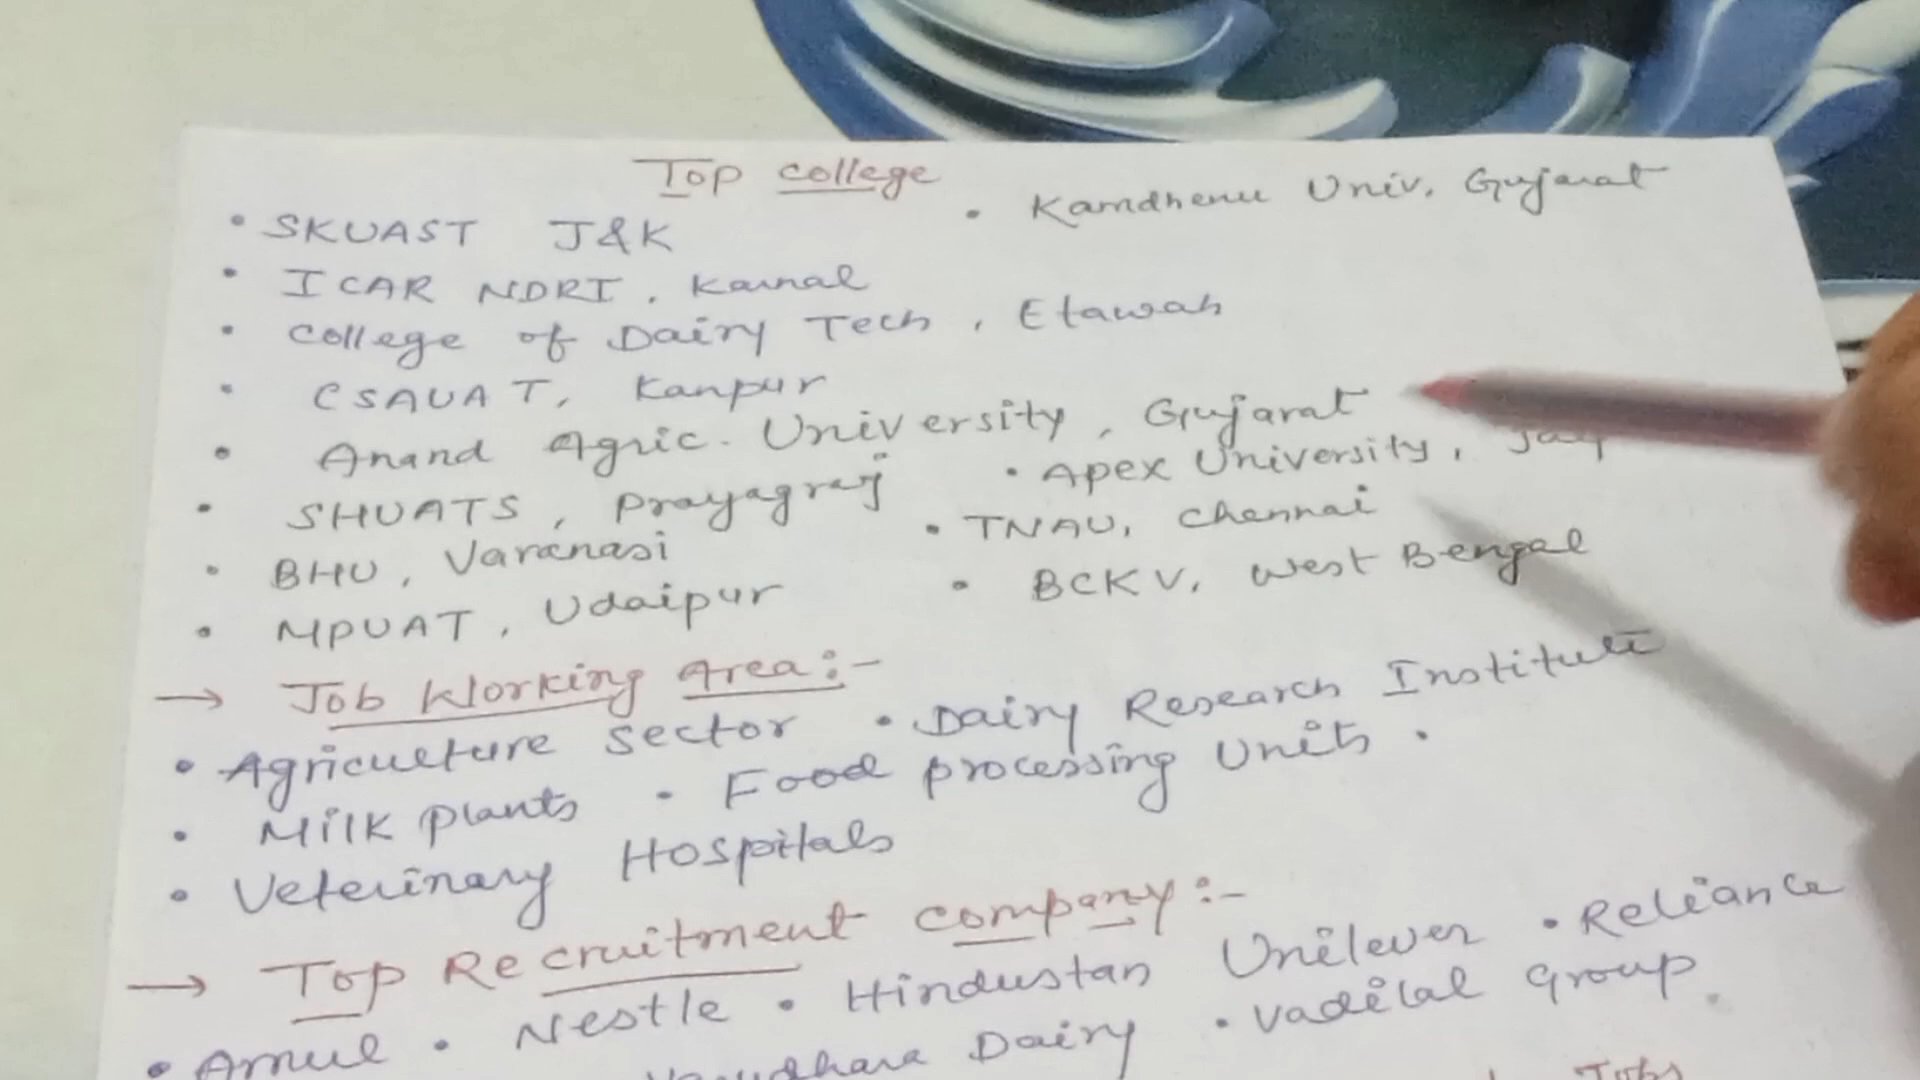 Top college
• Kamdhenu Univ. Gujarat
• SKUAST J&K
• ICAR NDRI, Karnal
• College of Dairy Tech, Etawah
• CSAUAT, Kanpur
• Anand Agric. University, Gujarat
• SHUATS, Prayagraj • Apex University,
• BHU, Varanasi • TNAU, Chennai
• MPUAT, Udaipur • BCKV, West Bengal
→ Job Working Area:-
• Agriculture Sector • Dairy Research Institute
• Milk plants • Food processing Units •
• Veterinary Hospitals
→ Top Recruitment company:-
• Amul • Nestle • Hindustan Unilever • Reliance
Dairy • Vadilal Group
Jobs